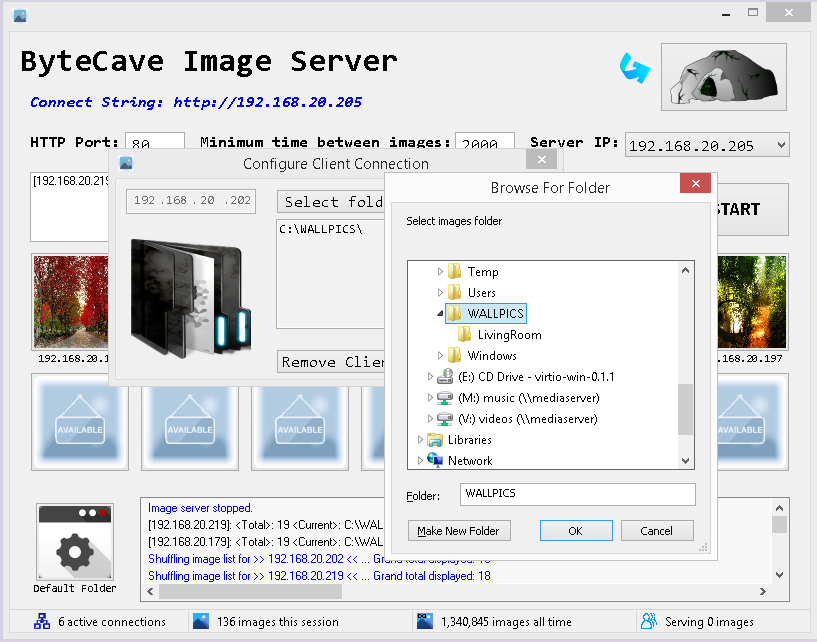 ByteCave Image Server
Connect String: http://192.168.20.205
HTTP Port: 80 Minimum time between images: 2000 Server IP: 192.168.20.205
Configure Client Connection
[192.168.20.219
192 .168 . 20 .202
Select fold
C:\WALLPICS\
Remove Clien
Browse For Folder
Select images folder
Temp
Users
WALLPICS
LivingRoom
Windows
(E:) CD Drive - virtio-win-0.1.1
(M:) music (\\mediaserver)
(V:) videos (\\mediaserver)
Libraries
Network
Folder: WALLPICS
Make New Folder OK Cancel
START
192.168.20.1
.168.20.197
AVAILABLE AVAILABLE AVAILABLE AVAILABLE
Default Folder
Image server stopped.
[192.168.20.219]: <Total>: 19 <Current>: C:\WAL
[192.168.20.179]: <Total>: 19 <Current>: C:\WAL
Shuffling image list for >> 192.168.20.202 << ... Grand total displayed:
Shuffling image list for >> 192.168.20.219 << ... Grand total displayed: 18
6 active connections 136 images this session 1,340,845 images all time Serving 0 images